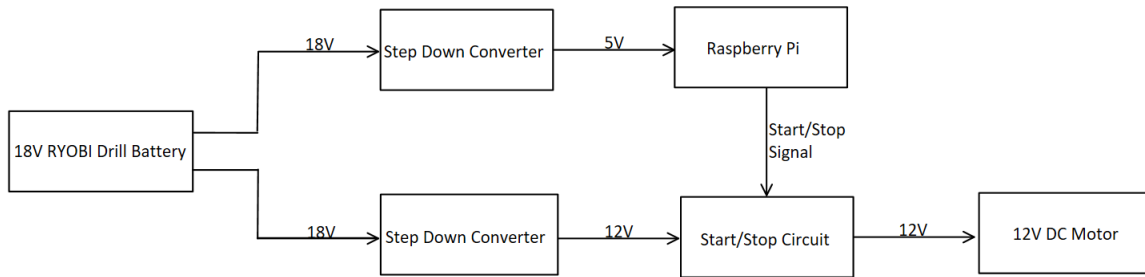 18V
Step Down Converter
5V
Raspberry Pi
18V RYOBI Drill Battery
Start/Stop
Signal
18V
Step Down Converter
12V
Start/Stop Circuit
12V
12V DC Motor